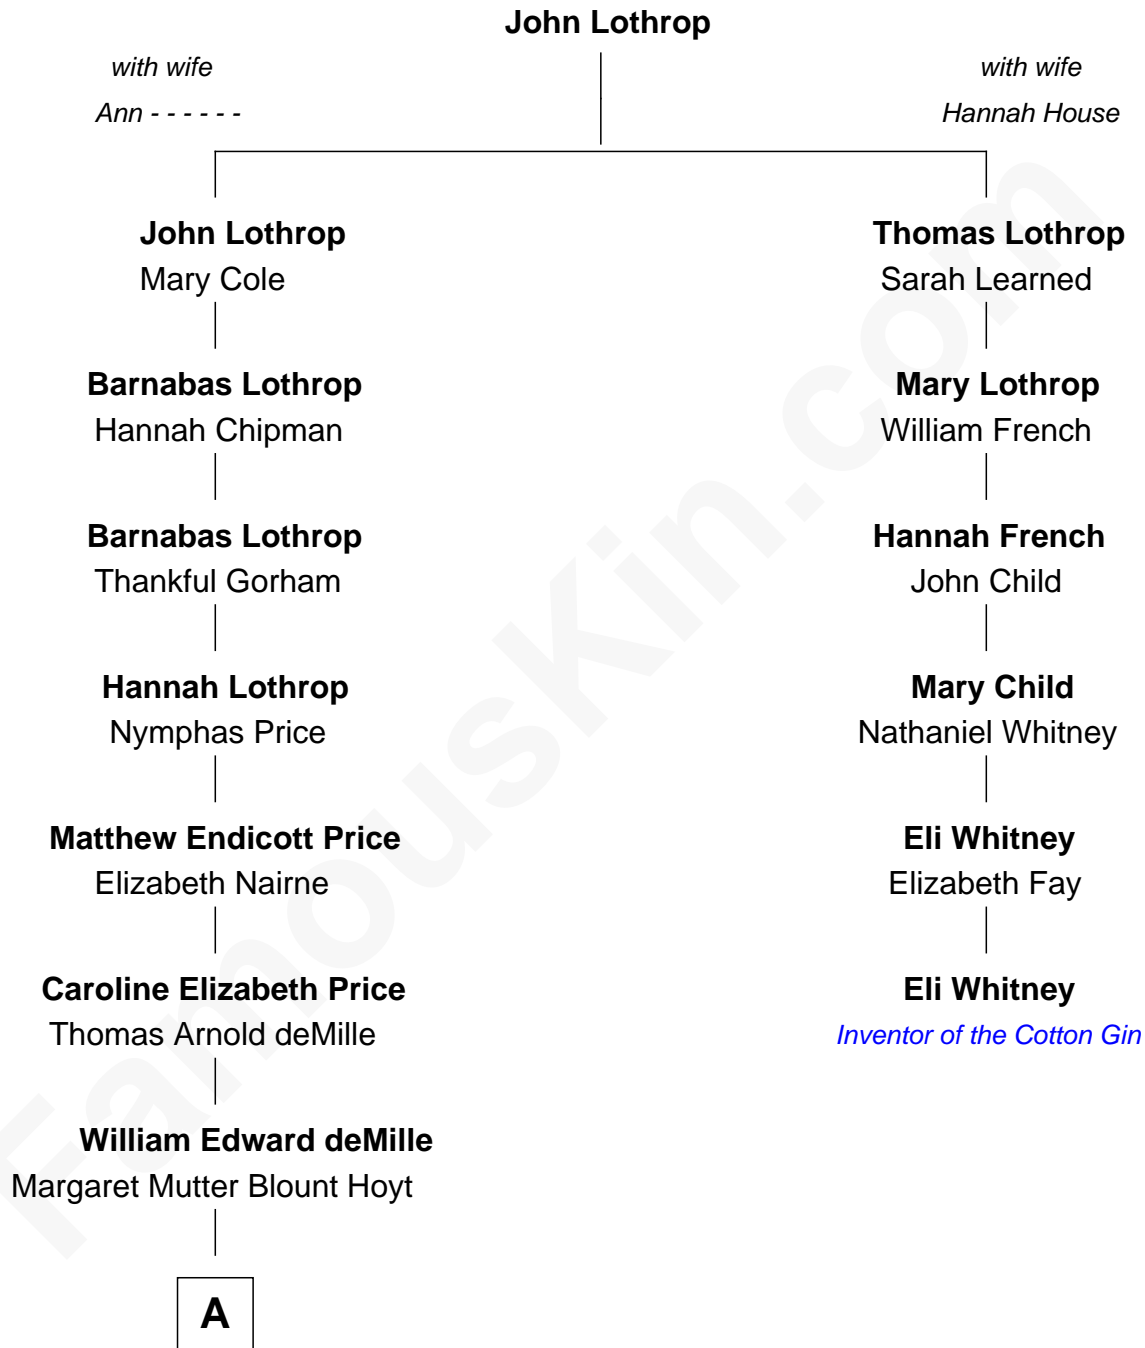 John Lothrop
with wife
Ann - - - - - -
with wife
Hannah House
John Lothrop
Mary Cole
Thomas Lothrop
Sarah Learned
Barnabas Lothrop
Hannah Chipman
Mary Lothrop
William French
Barnabas Lothrop
Thankful Gorham
Hannah French
John Child
Hannah Lothrop
Nymphas Price
Mary Child
Nathaniel Whitney
Matthew Endicott Price
Elizabeth Nairne
Eli Whitney
Elizabeth Fay
Caroline Elizabeth Price
Thomas Arnold deMille
Eli Whitney
Inventor of the Cotton Gin
William Edward deMille
Margaret Mutter Blount Hoyt
A
FamousKin.com